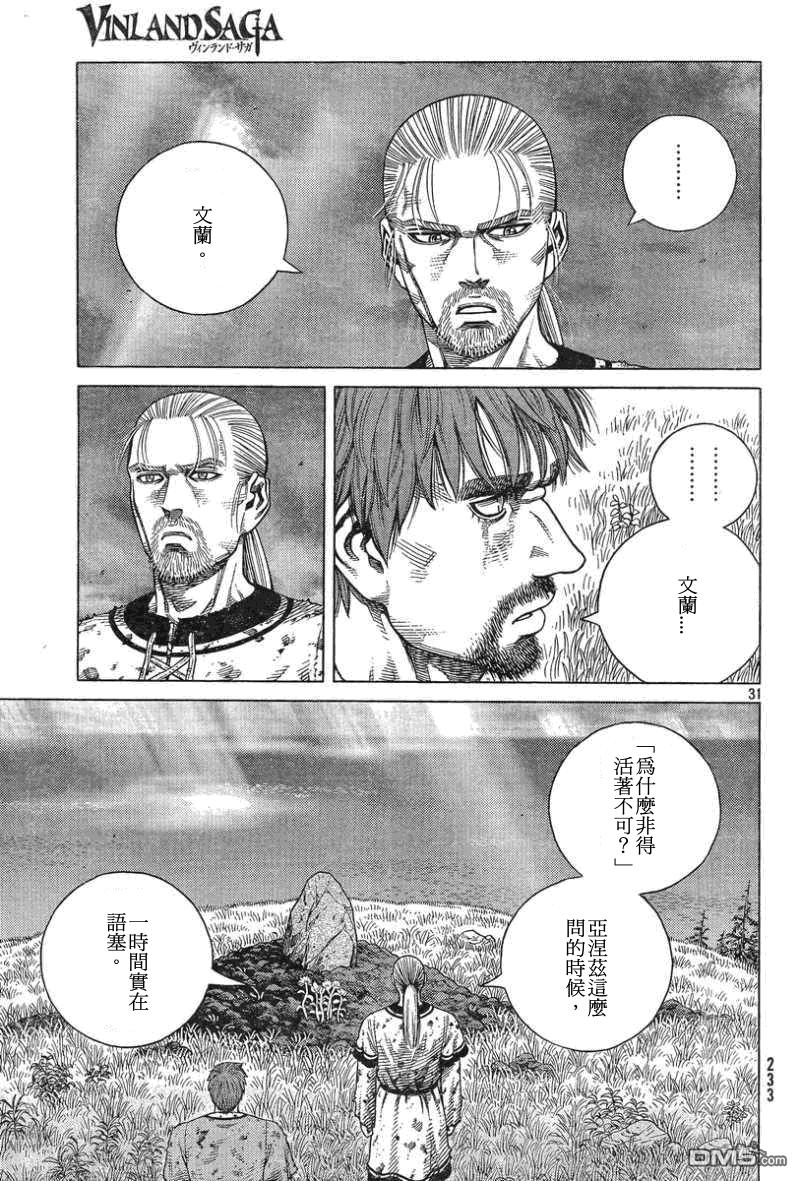 VINLAND SAGA
ヴィンランド・サガ
………
文蘭。
………
………
文蘭…
31
「爲什麼非得
活著不可？」
亞涅茲這麼
問的時候，
一時間實在
語塞。
233
DM5.com